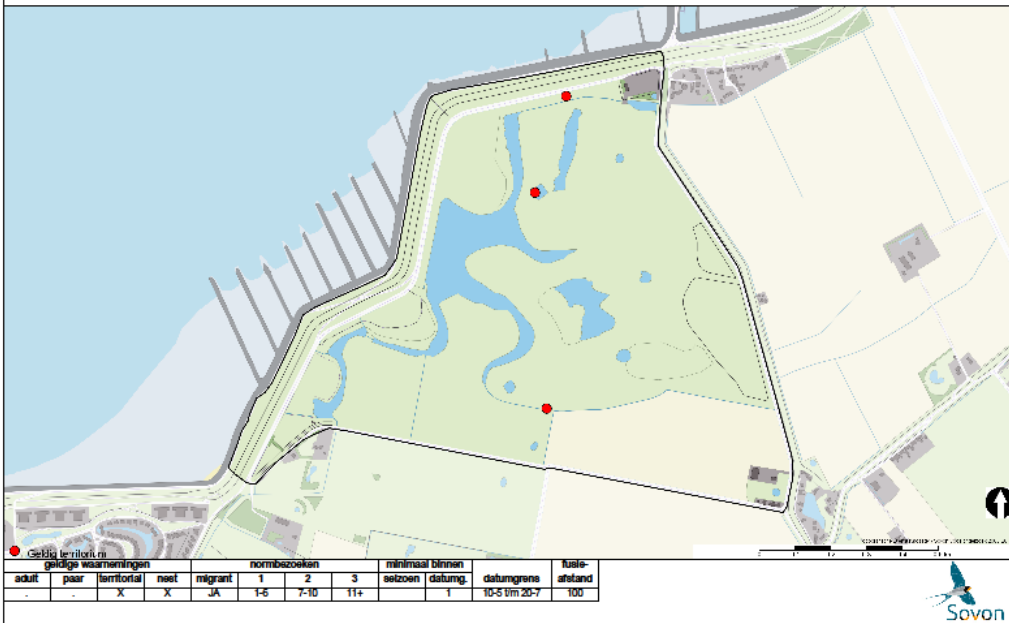 Geldig territorium
geldige waarnemingen normbezoeken minimaal binnen fusie-
adult paar territorial nest migrant 1 2 3 seizoen datumg. datumgrens afstand
. . X X JA 1-6 7-10 11+ 1 10-5 t/m 20-7 100
Sovon